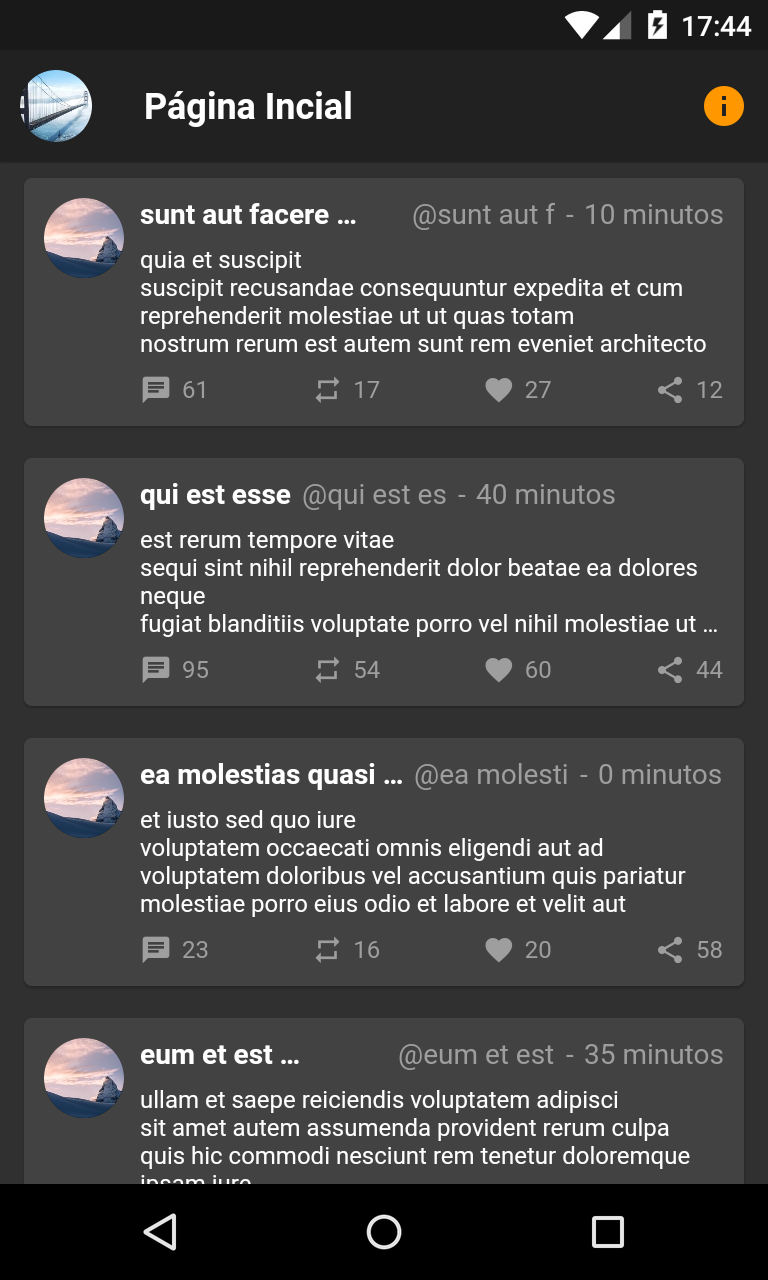 17:44
Página Incial
sunt aut facere … @sunt aut f - 10 minutos
quia et suscipit
suscipit recusandae consequuntur expedita et cum
reprehenderit molestiae ut ut quas totam
nostrum rerum est autem sunt rem eveniet architecto
61 17 27 12
qui est esse @qui est es - 40 minutos
est rerum tempore vitae
sequi sint nihil reprehenderit dolor beatae ea dolores
neque
fugiat blanditiis voluptate porro vel nihil molestiae ut …
95 54 60 44
ea molestias quasi … @ea molesti - 0 minutos
et iusto sed quo iure
voluptatem occaecati omnis eligendi aut ad
voluptatem doloribus vel accusantium quis pariatur
molestiae porro eius odio et labore et velit aut
23 16 20 58
eum et est … @eum et est - 35 minutos
ullam et saepe reiciendis voluptatem adipisci
sit amet autem assumenda provident rerum culpa
quis hic commodi nesciunt rem tenetur doloremque
ipsam iure